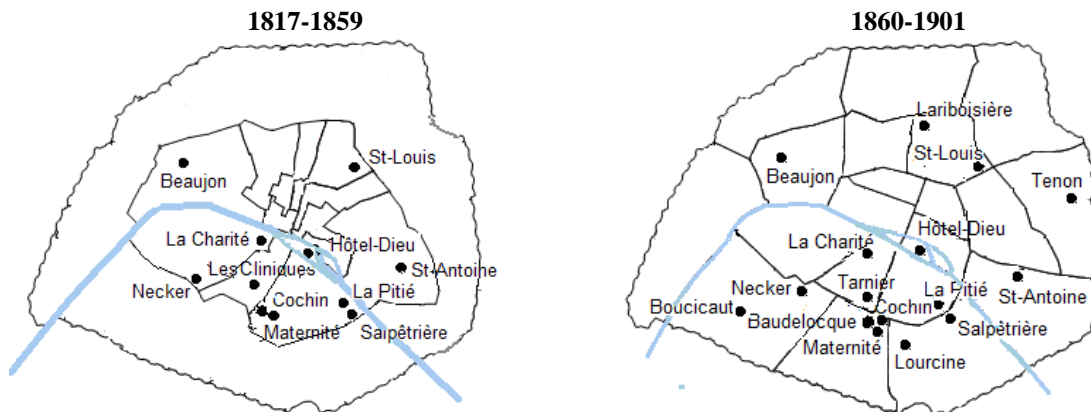 1817-1859
St-Louis
Beaujon
La Charité
Hôtel-Dieu
Les Cliniques
St-Antoine
Necker
Cochin
La Pitié
Maternité
Salpêtrière
1860-1901
Lariboisière
St-Louis
Beaujon
Tenon
Hôtel-Dieu
La Charité
Necker
Tarnier
St-Antoine
La Pitié
Boucicaut
Cochin
Baudelocque
Salpêtrière
Maternité
Lourcine